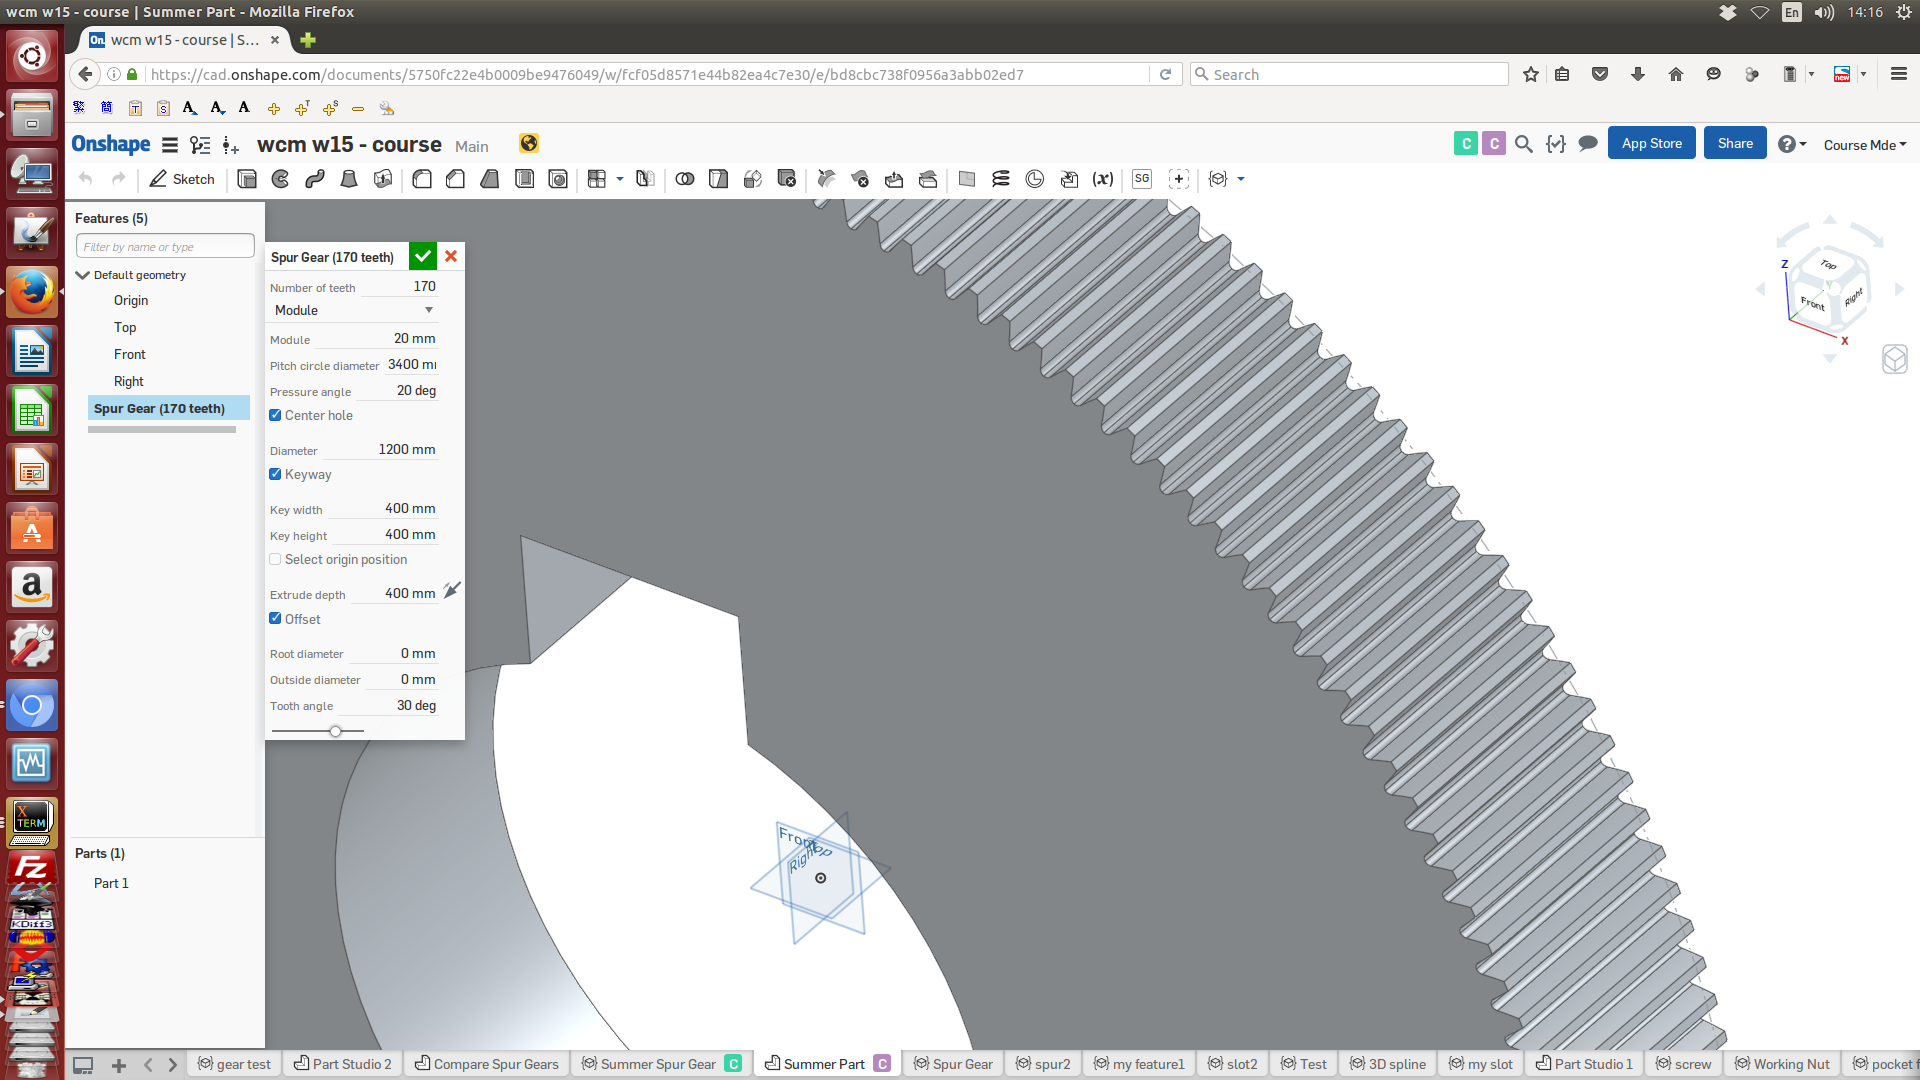 wcm w15 - course | Summer Part - Mozilla Firefox
En
14:16
On
wcm w15 - course | S...
https://cad.onshape.com/documents/5750fc22e4b0009be9476049/w/fcf05d8571e44b82ea4c7e30/e/bd8cbc738f0956a3abb02ed7
Search
Onshape
wcm w15 - course
Main
C
C
App Store
Share
Course Mde
Sketch
(x)
SG
Features (5)
Filter by name or type
Default geometry
Origin
Top
Front
Right
Spur Gear (170 teeth)
Parts (1)
Part 1
Spur Gear (170 teeth)
Number of teeth 170
Module
Module 20 mm
Pitch circle diameter 3400 m
Pressure angle 20 deg
Center hole
Diameter 1200 mm
Keyway
Key width 400 mm
Key height 400 mm
Select origin position
Extrude depth 400 mm
Offset
Root diameter 0 mm
Outside diameter 0 mm
Tooth angle 30 deg
Front
Top
Right
Z
Top
Front
Right
X
X TERM
Fz
KDiff3
gear test
Part Studio 2
Compare Spur Gears
Summer Spur Gear C
Summer Part C
Spur Gear
spur2
my feature1
slot2
Test
3D spline
my slot
Part Studio 1
screw
Working Nut
pocket f